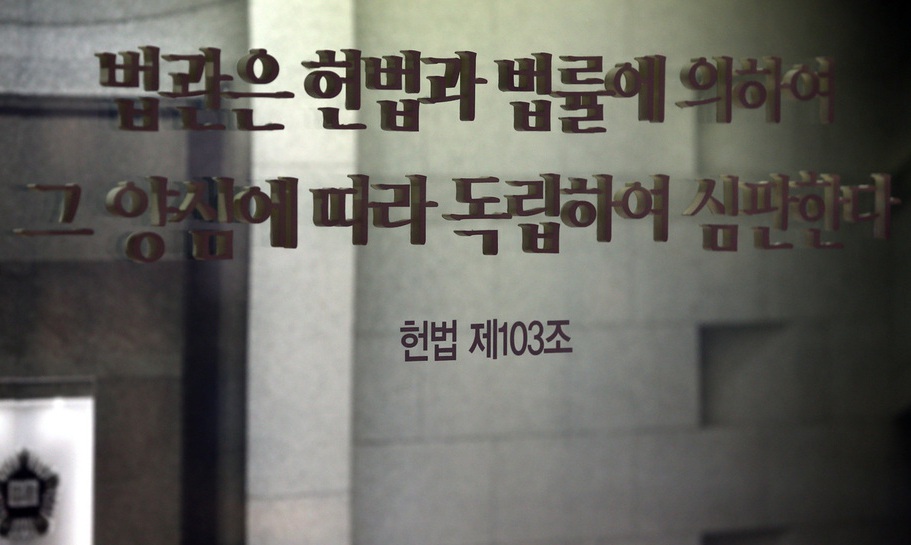 법관은 헌법과 법률에 의하여
그 양심에 따라 독립하여 심판한다
헌법 제103조